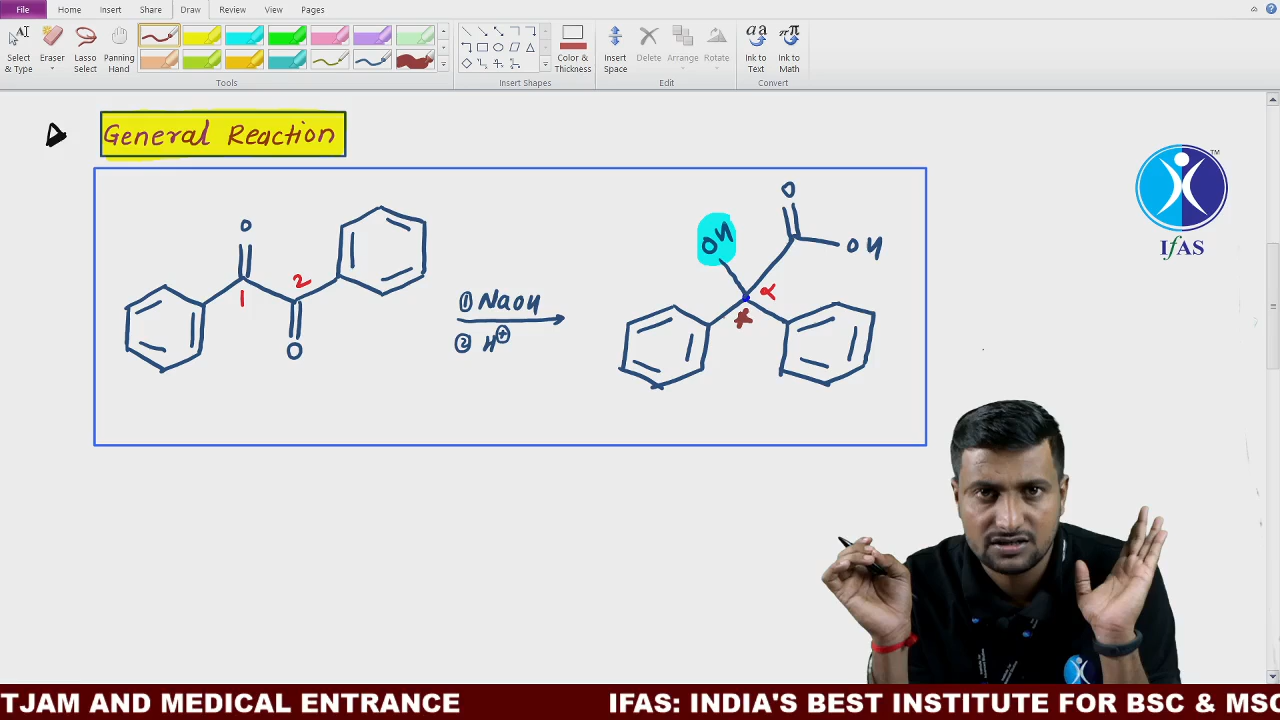 File Home Insert Share Draw Review View Pages
Select & Type
Eraser
Lasso Select
Panning Hand
Color & Thickness
Insert Space
Delete
Arrange
Rotate
Ink to Text
Ink to Math
Tools
Insert Shapes
Edit
Convert
General Reaction
IfAS
TM
O
1
2
O
① NaOH
② H⊕
OH
O
OH
α
*
TJAM AND MEDICAL ENTRANCE IFAS: INDIA'S BEST INSTITUTE FOR BSC & MSC